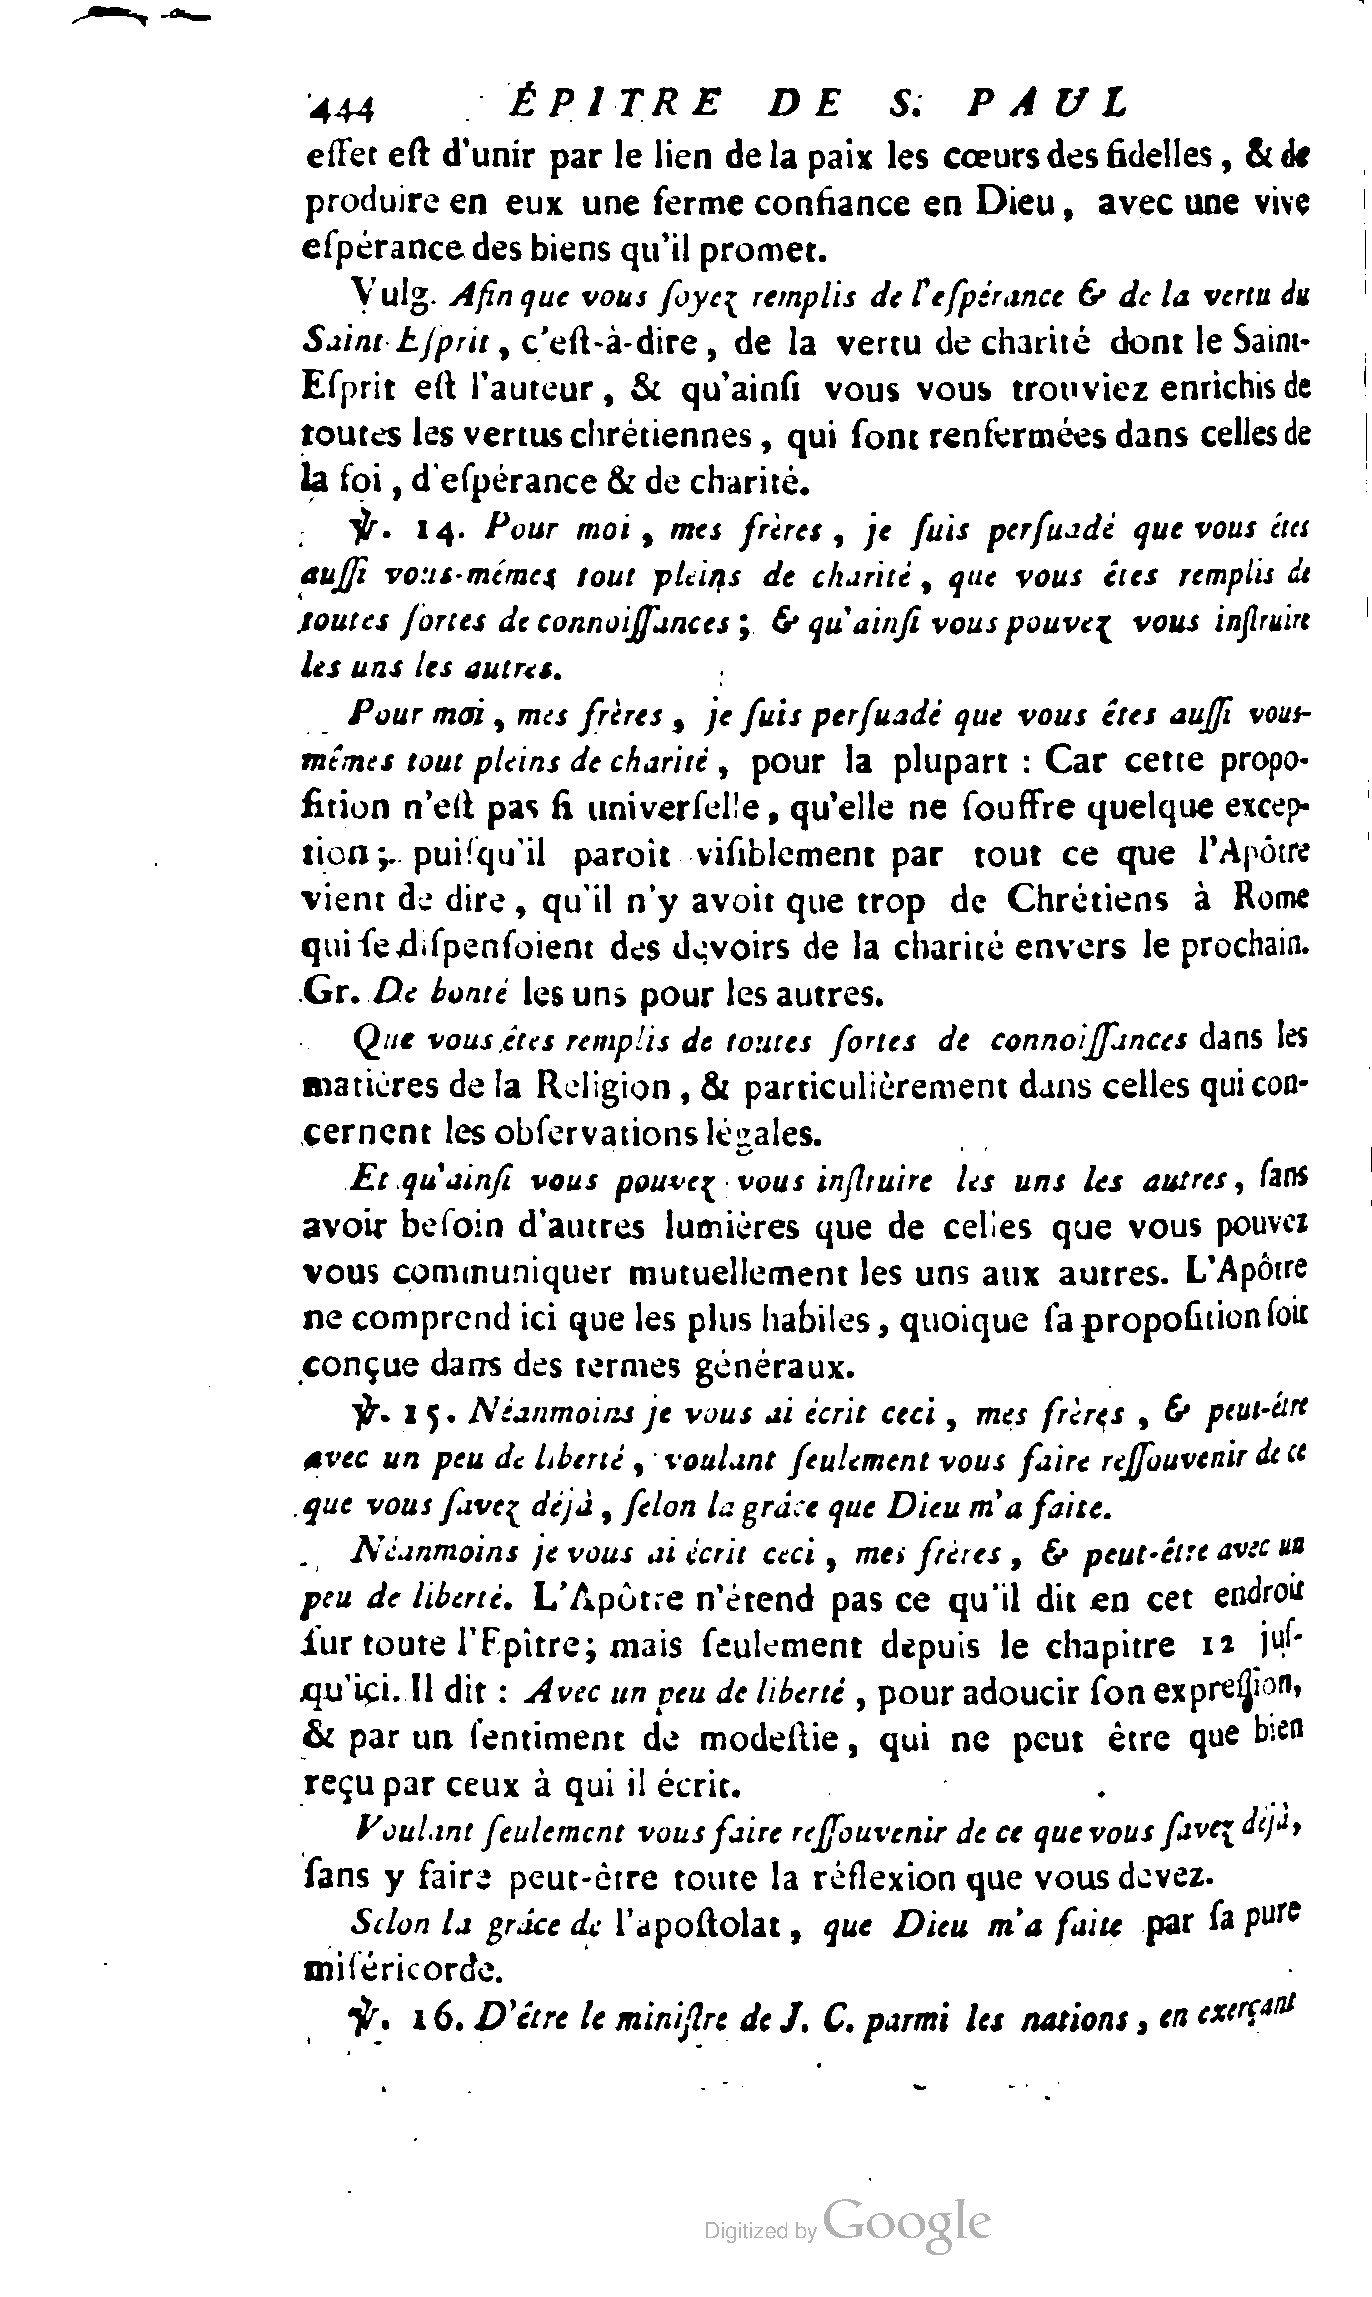 444 ÉPITRE DE S. PAUL
effet eſt d'unir par le lien de la paix les cœurs des fidelles, & de
produire en eux une ferme confiance en Dieu, avec une vive
eſpérance des biens qu'il promet.
Vulg. Afin que vous ſoyez remplis de l'eſpérance & de la vertu du
Saint-Eſprit, c'eſt-à-dire, de la vertu de charité dont le Saint-
Eſprit eſt l'auteur, & qu'ainſi vous vous trouviez enrichis de
toutes les vertus chrétiennes, qui ſont renfermées dans celles de
la foi, d'eſpérance & de charité.
℣. 14. Pour moi, mes frères, je ſuis perſuadé que vous êtes
auſſi vous-mêmes tout pleins de charité, que vous êtes remplis de
toutes ſortes de connoiſſances; & qu'ainſi vous pouvez vous inſtruire
les uns les autres.
Pour moi, mes frères, je ſuis perſuadé que vous êtes auſſi vous-
mêmes tout pleins de charité, pour la plupart : Car cette propo-
ſition n'eſt pas ſi univerſelle, qu'elle ne ſouffre quelque excep-
tion; puiſqu'il paroît viſiblement par tout ce que l'Apôtre
vient de dire, qu'il n'y avoit que trop de Chrétiens à Rome
qui ſe diſpenſoient des devoirs de la charité envers le prochain.
Gr. De bonté les uns pour les autres.
Que vous êtes remplis de toutes ſortes de connoiſſances dans les
matières de la Religion, & particulièrement dans celles qui con-
cernent les obſervations légales.
Et qu'ainſi vous pouvez vous inſtruire les uns les autres, ſans
avoir beſoin d'autres lumières que de celles que vous pouvez
vous communiquer mutuellement les uns aux autres. L'Apôtre
ne comprend ici que les plus habiles, quoique ſa propoſition ſoit
conçue dans des termes généraux.
℣. 15. Néanmoins je vous ai écrit ceci, mes frères, & peut-être
avec un peu de liberté, voulant ſeulement vous faire reſſouvenir de ce
que vous ſavez déjà, ſelon la grâce que Dieu m'a faite.
Néanmoins je vous ai écrit ceci, mes frères, & peut-être avec un
peu de liberté. L'Apôtre n'étend pas ce qu'il dit en cet endroit
ſur toute l'Epître; mais ſeulement depuis le chapitre 12 juſ-
qu'ici. Il dit : Avec un peu de liberté, pour adoucir ſon expreſſion,
& par un ſentiment de modeſtie, qui ne peut être que bien
reçu par ceux à qui il écrit.
Voulant ſeulement vous faire reſſouvenir de ce que vous ſavez déjà,
ſans y faire peut-être toute la réflexion que vous devez.
Selon la grâce de l'apoſtolat, que Dieu m'a faite par ſa pure
miſéricorde.
℣. 16. D'être le miniſtre de J. C. parmi les nations, en exerçant
Digitized by Google